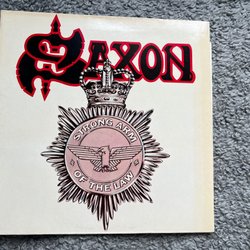 SAXON
STRONG ARM
OF THE LAW